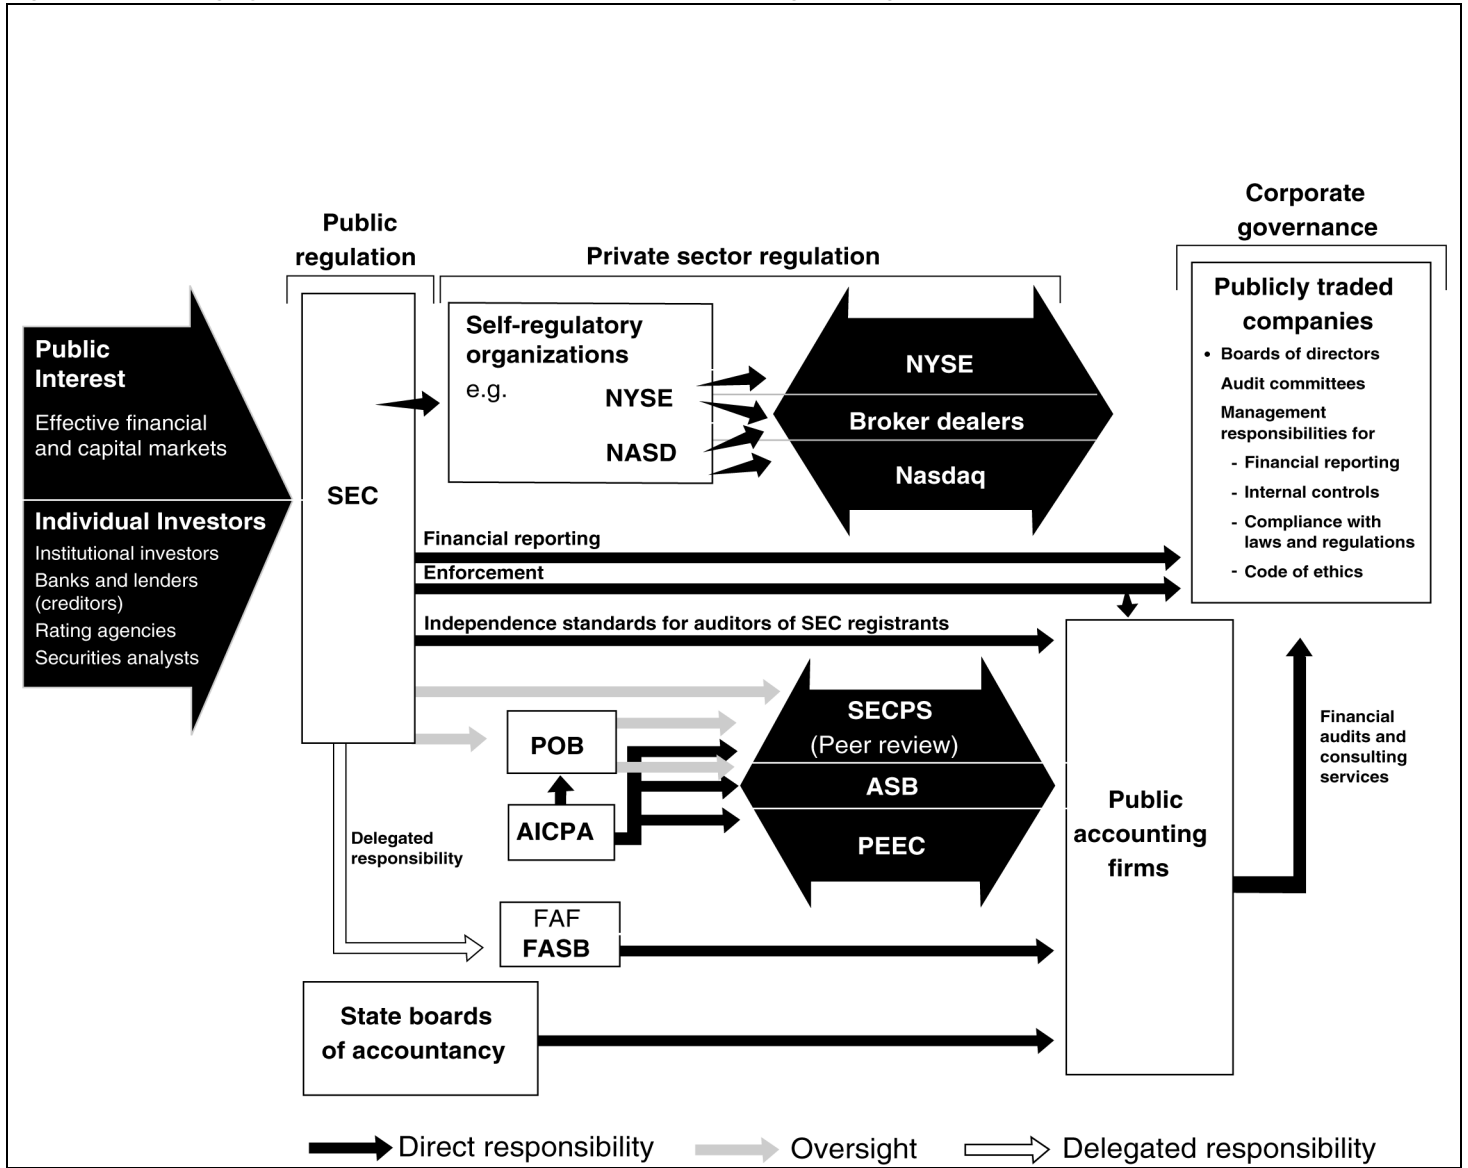 Public
regulation
Private sector regulation
Corporate
governance
Public
Interest
Effective financial
and capital markets
Individual Investors
Institutional investors
Banks and lenders
(creditors)
Rating agencies
Securities analysts
SEC
Self-regulatory
organizations
e.g.
NYSE
NASD
NYSE
Broker dealers
Nasdaq
Publicly traded
companies
• Boards of directors
Audit committees
Management
responsibilities for
- Financial reporting
- Internal controls
- Compliance with
laws and regulations
- Code of ethics
Financial reporting
Enforcement
Independence standards for auditors of SEC registrants
POB
AICPA
SECPS
(Peer review)
ASB
PEEC
Public
accounting
firms
Financial
audits and
consulting
services
Delegated
responsibility
FAF
FASB
State boards
of accountancy
Direct responsibility
Oversight
Delegated responsibility